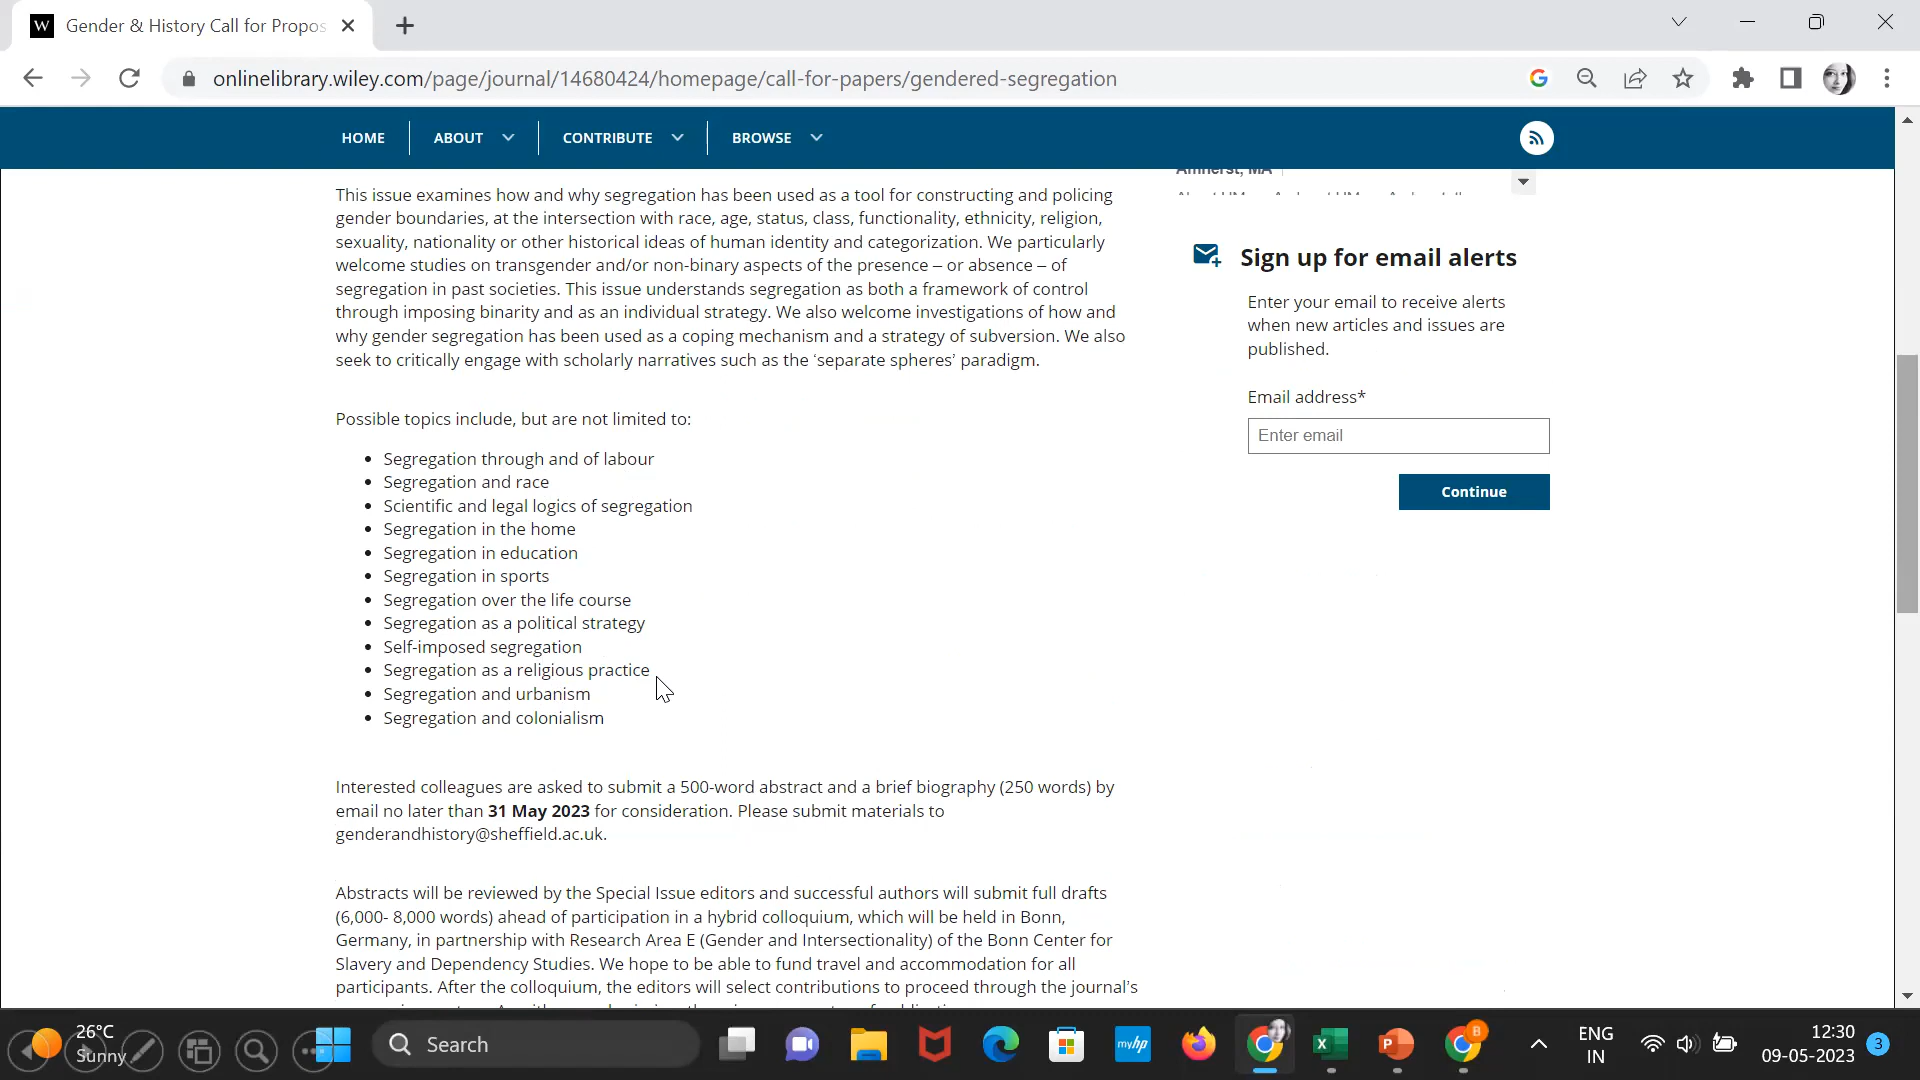 Gender & History Call for Propos
onlinelibrary.wiley.com/page/journal/14680424/homepage/call-for-papers/gendered-segregation
HOME
ABOUT
CONTRIBUTE
BROWSE
Amherst, MA
This issue examines how and why segregation has been used as a tool for constructing and policing
gender boundaries, at the intersection with race, age, status, class, functionality, ethnicity, religion,
sexuality, nationality or other historical ideas of human identity and categorization. We particularly
welcome studies on transgender and/or non-binary aspects of the presence – or absence – of
segregation in past societies. This issue understands segregation as both a framework of control
through imposing binarity and as an individual strategy. We also welcome investigations of how and
why gender segregation has been used as a coping mechanism and a strategy of subversion. We also
seek to critically engage with scholarly narratives such as the ‘separate spheres’ paradigm.
Possible topics include, but are not limited to:
• Segregation through and of labour
• Segregation and race
• Scientific and legal logics of segregation
• Segregation in the home
• Segregation in education
• Segregation in sports
• Segregation over the life course
• Segregation as a political strategy
• Self-imposed segregation
• Segregation as a religious practice
• Segregation and urbanism
• Segregation and colonialism
Interested colleagues are asked to submit a 500-word abstract and a brief biography (250 words) by
email no later than 31 May 2023 for consideration. Please submit materials to
genderandhistory@sheffield.ac.uk.
Abstracts will be reviewed by the Special Issue editors and successful authors will submit full drafts
(6,000- 8,000 words) ahead of participation in a hybrid colloquium, which will be held in Bonn,
Germany, in partnership with Research Area E (Gender and Intersectionality) of the Bonn Center for
Slavery and Dependency Studies. We hope to be able to fund travel and accommodation for all
participants. After the colloquium, the editors will select contributions to proceed through the journal’s
Sign up for email alerts
Enter your email to receive alerts
when new articles and issues are
published.
Email address*
Enter email
Continue
26°C
Sunny
Search
myhp
ENG
IN
12:30
09-05-2023
3